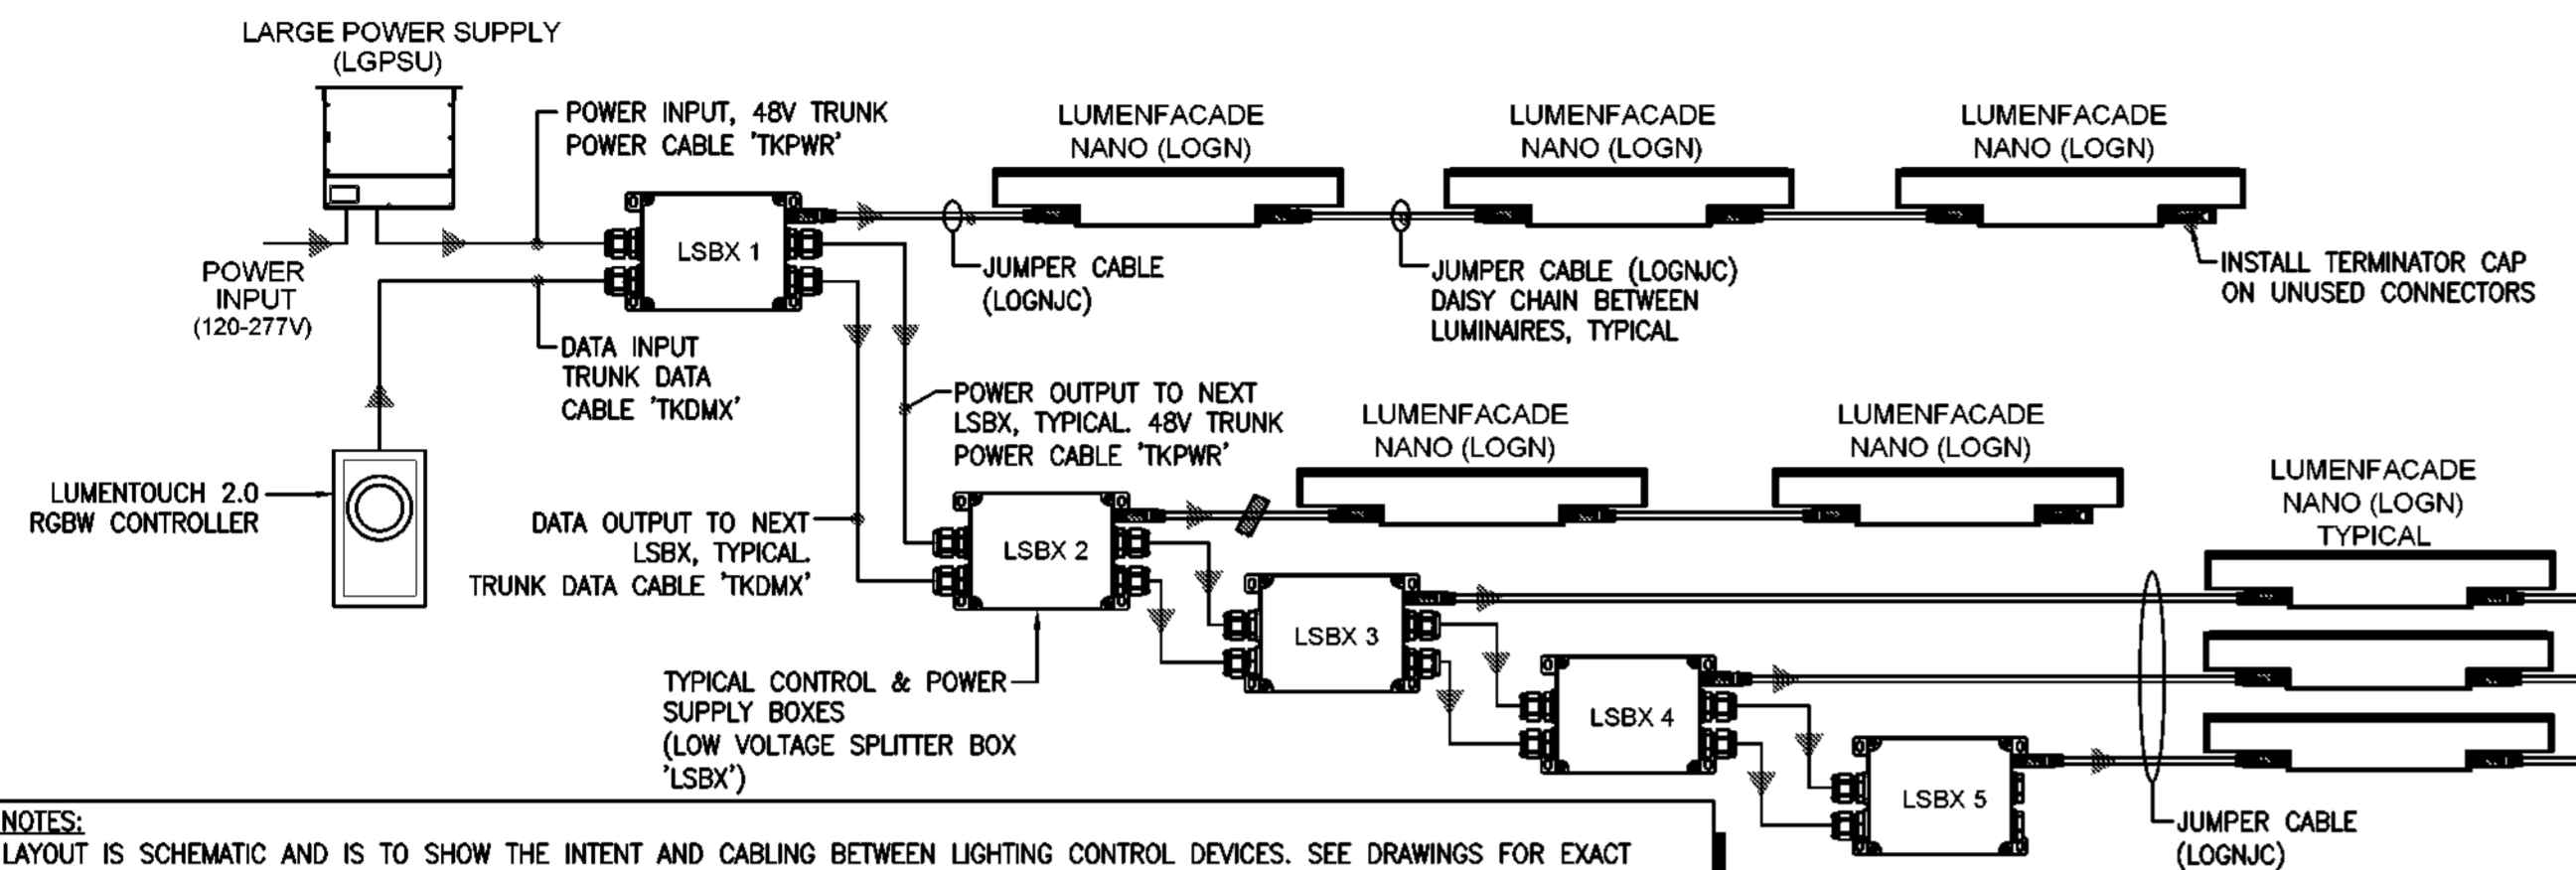 LARGE POWER SUPPLY
(LGPSU)
POWER INPUT, 48V TRUNK
POWER CABLE 'TKPWR'
LUMENFACADE
NANO (LOGN)
LUMENFACADE
NANO (LOGN)
LUMENFACADE
NANO (LOGN)
LSBX 1
POWER
INPUT
(120-277V)
JUMPER CABLE
(LOGNJC)
JUMPER CABLE (LOGNJC)
DAISY CHAIN BETWEEN
LUMINAIRES, TYPICAL
INSTALL TERMINATOR CAP
ON UNUSED CONNECTORS
DATA INPUT
TRUNK DATA
CABLE 'TKDMX'
POWER OUTPUT TO NEXT
LSBX, TYPICAL. 48V TRUNK
POWER CABLE 'TKPWR'
LUMENFACADE
NANO (LOGN)
LUMENFACADE
NANO (LOGN)
LUMENFACADE
NANO (LOGN)
TYPICAL
LUMENTOUCH 2.0
RGBW CONTROLLER
DATA OUTPUT TO NEXT
LSBX, TYPICAL.
TRUNK DATA CABLE 'TKDMX'
LSBX 2
LSBX 3
TYPICAL CONTROL & POWER
SUPPLY BOXES
(LOW VOLTAGE SPLITTER BOX
'LSBX')
LSBX 4
LSBX 5
JUMPER CABLE
(LOGNJC)
NOTES:
LAYOUT IS SCHEMATIC AND IS TO SHOW THE INTENT AND CABLING BETWEEN LIGHTING CONTROL DEVICES. SEE DRAWINGS FOR EXACT